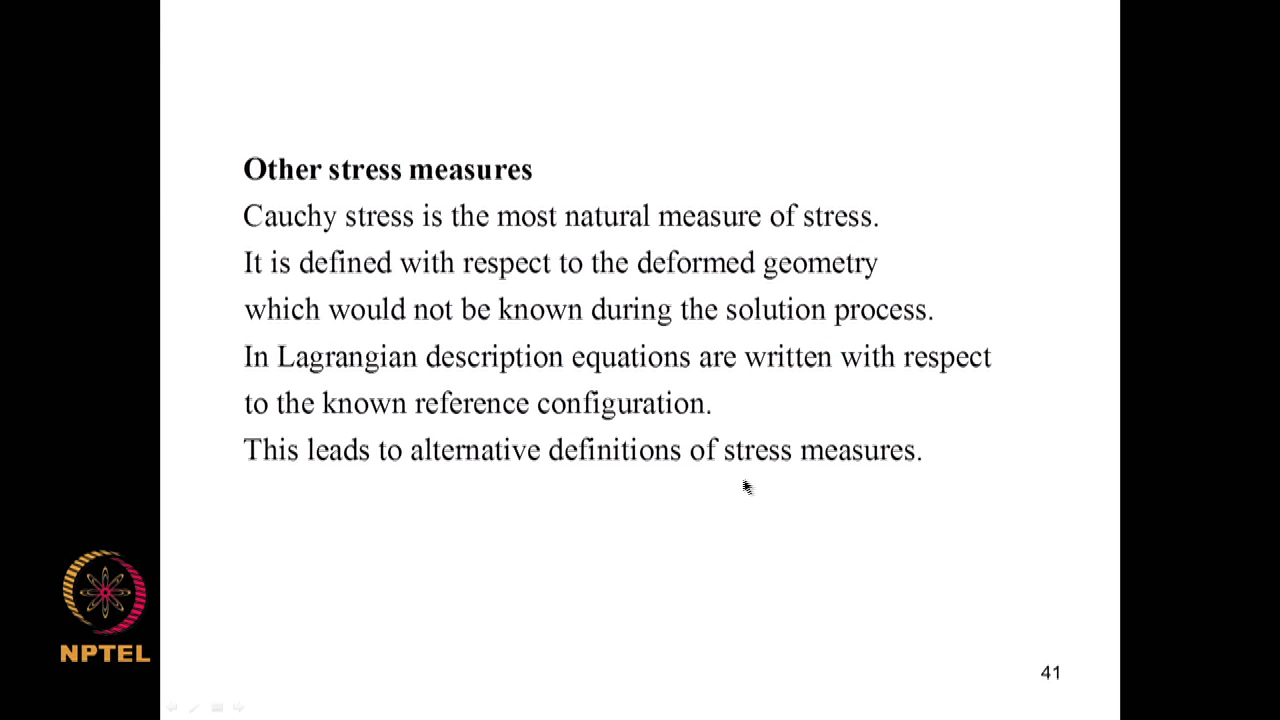 Other stress measures
Cauchy stress is the most natural measure of stress.
It is defined with respect to the deformed geometry
which would not be known during the solution process.
In Lagrangian description equations are written with respect
to the known reference configuration.
This leads to alternative definitions of stress measures.
NPTEL
41